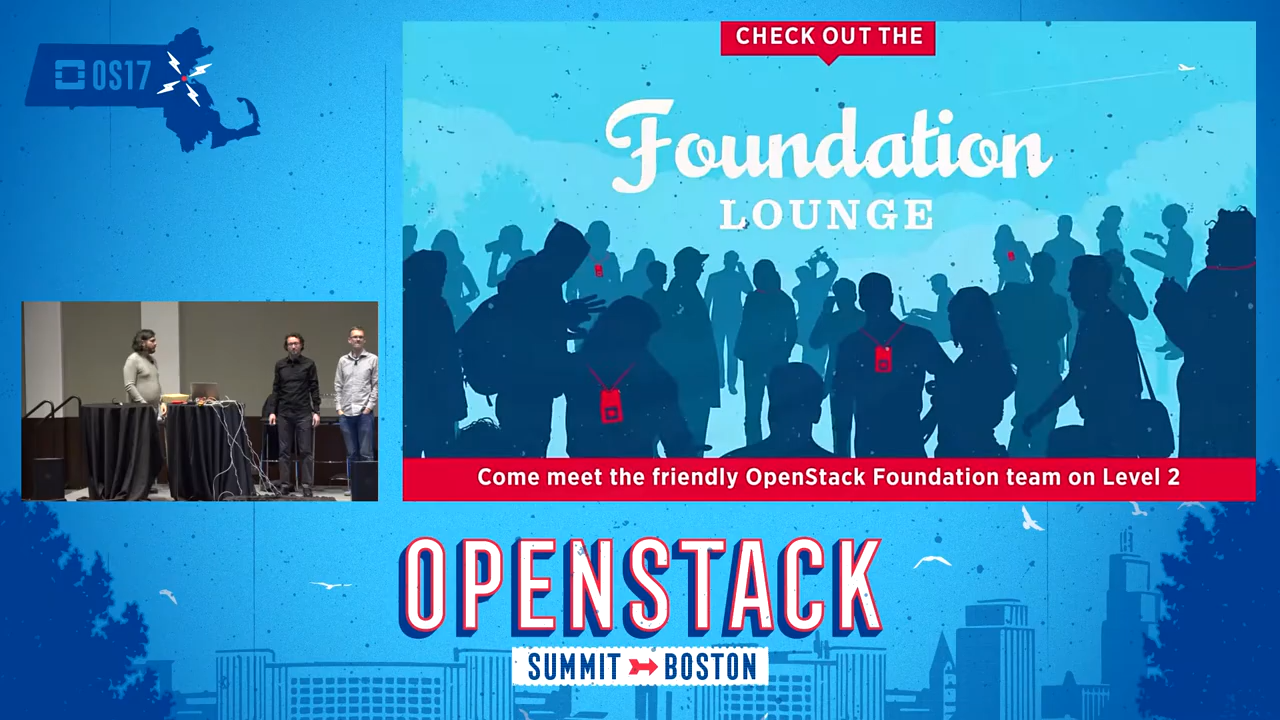 OS17
CHECK OUT THE
Foundation
LOUNGE
Come meet the friendly OpenStack Foundation team on Level 2
OPENSTACK
SUMMIT BOSTON